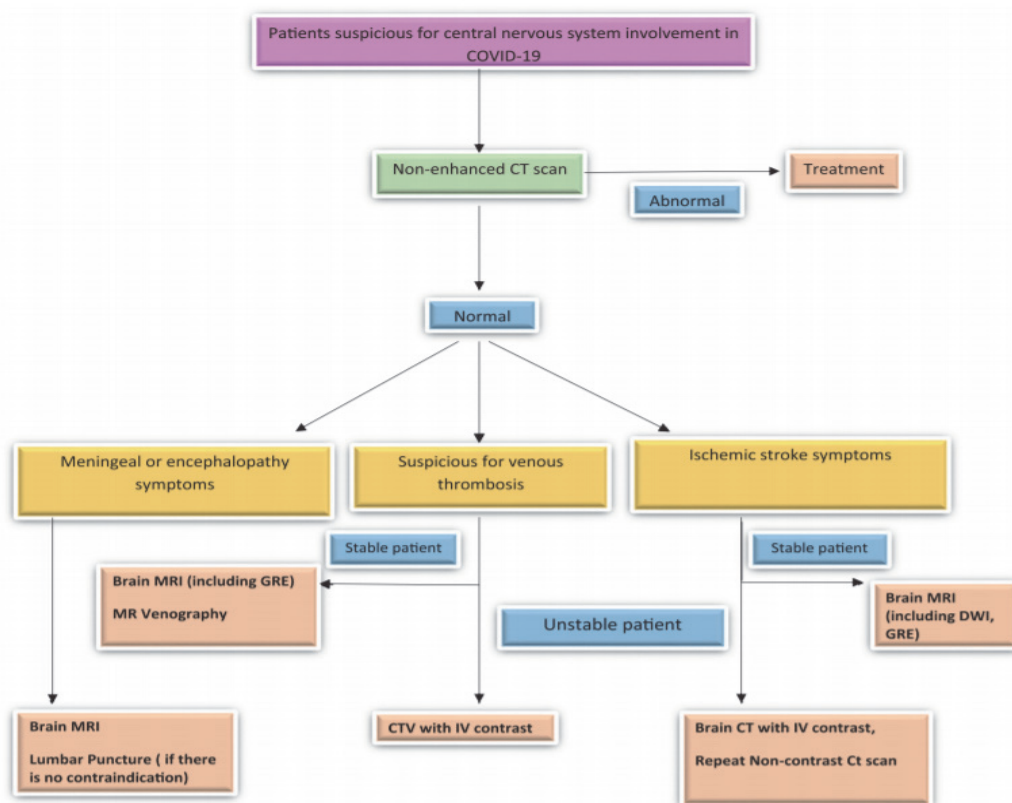 Patients suspicious for central nervous system involvement in
COVID-19
Non-enhanced CT scan
Treatment
Abnormal
Normal
Meningeal or encephalopathy
symptoms
Suspicious for venous
thrombosis
Ischemic stroke symptoms
Stable patient
Stable patient
Brain MRI (including GRE)
MR Venography
Unstable patient
Brain MRI
(including DWI,
GRE)
Brain MRI
Lumbar Puncture ( if there
is no contraindication)
CTV with IV contrast
Brain CT with IV contrast,
Repeat Non-contrast Ct scan